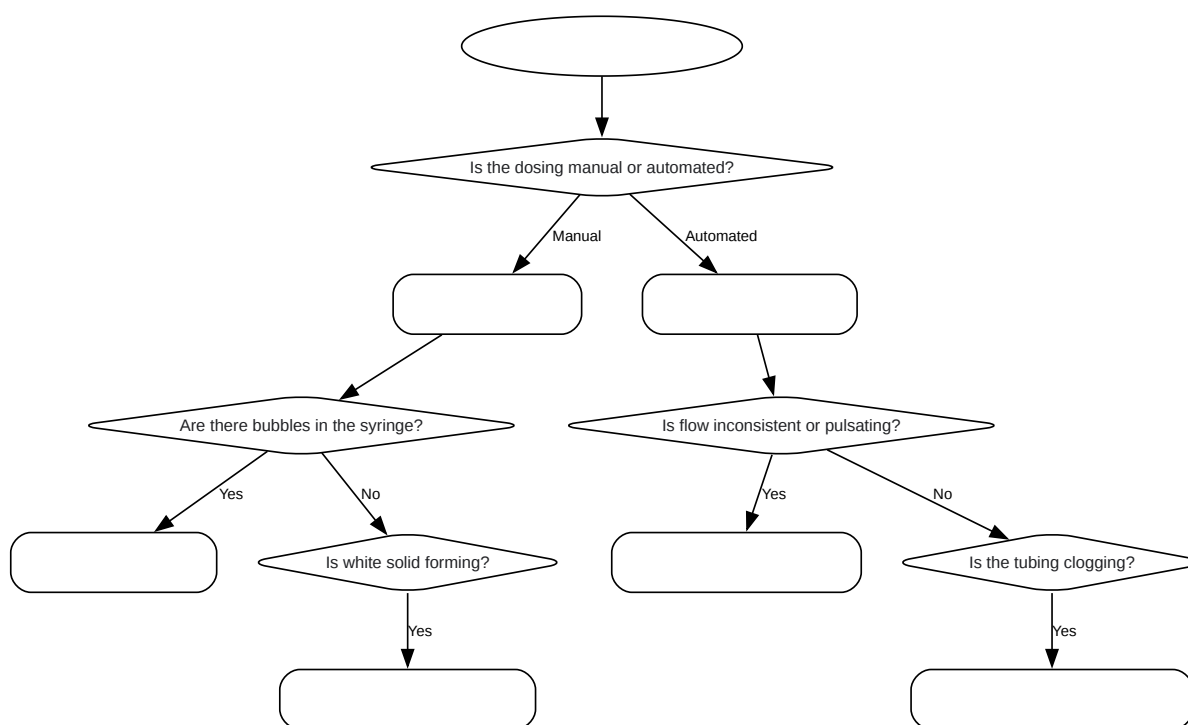 Is the dosing manual or automated?
Manual
Automated
Are there bubbles in the syringe?
Is flow inconsistent or pulsating?
Yes
No
Yes
No
Is white solid forming?
Is the tubing clogging?
Yes
Yes